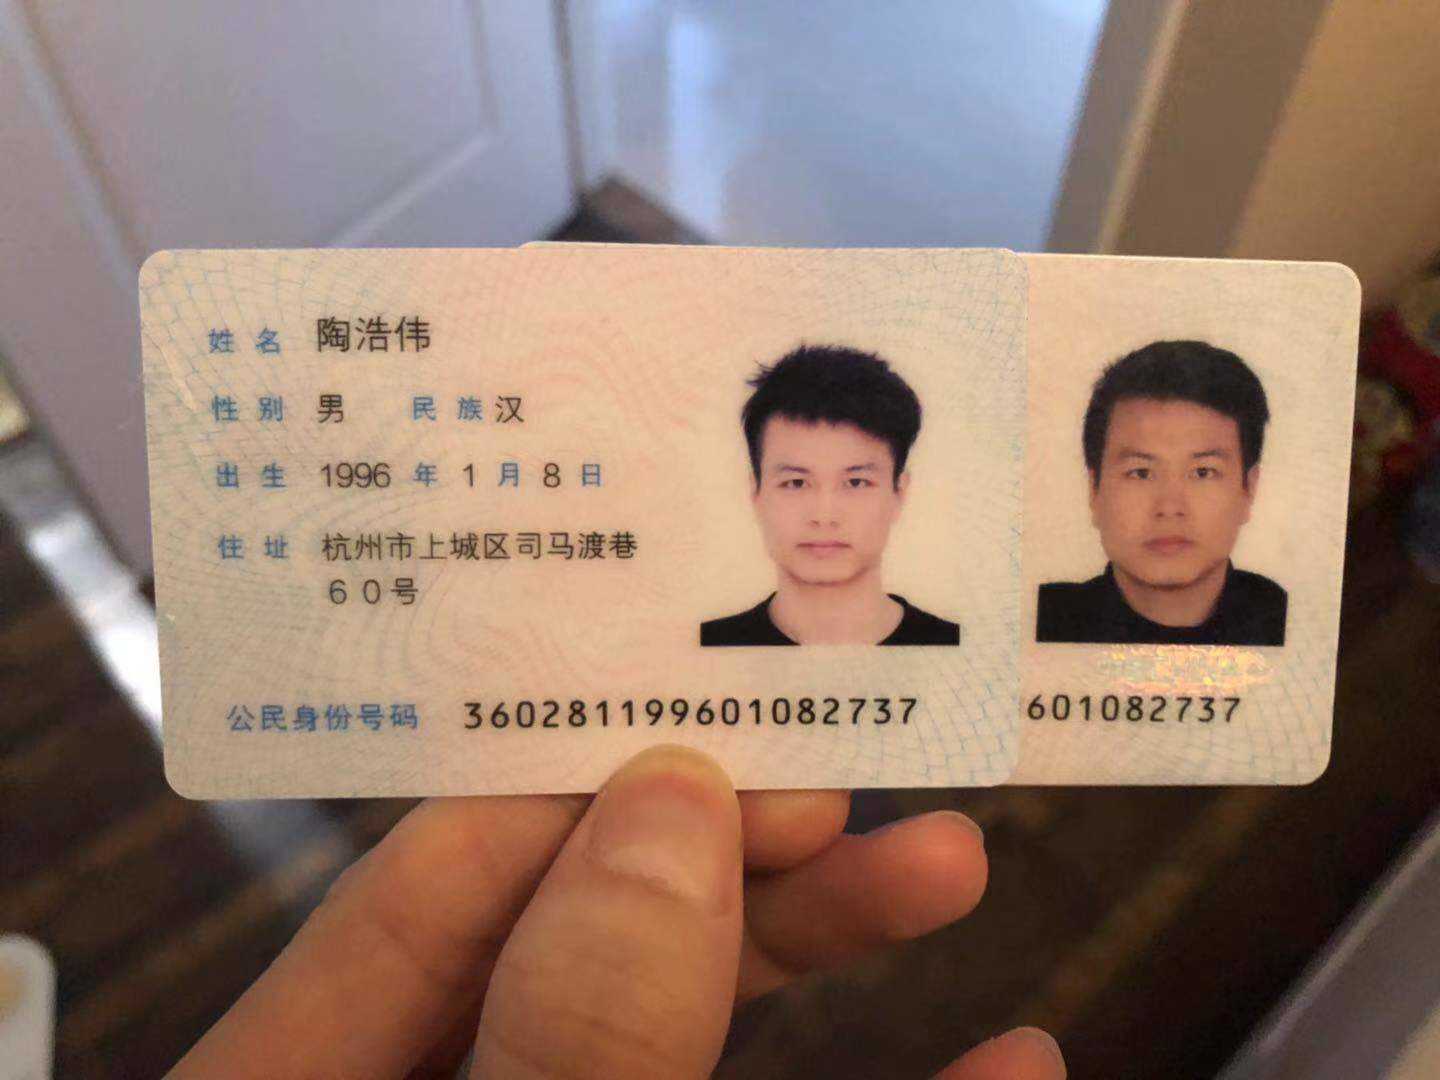 姓名 陶浩伟
性别 男 民族 汉
出生 1996 年 1 月 8 日
住址 杭州市上城区司马渡巷
60号
公民身份号码 360281199601082737
601082737